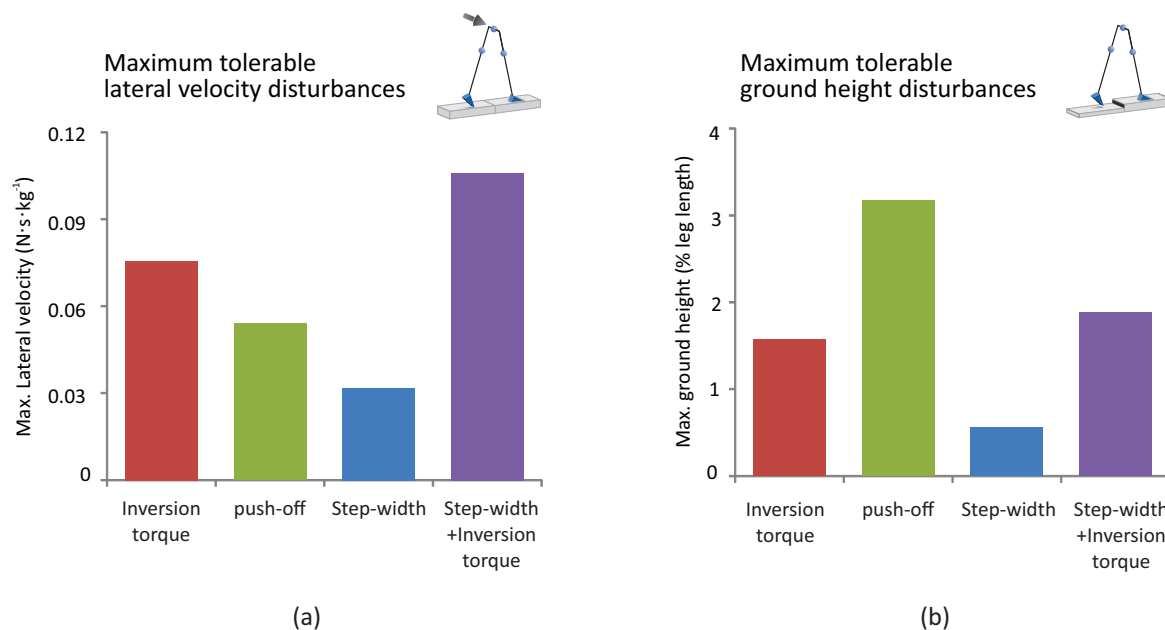 Maximum tolerable
lateral velocity disturbances
Max. Lateral velocity (N·s·kg⁻¹)
0.12
0.09
0.06
0.03
0
Inversion
torque
push-off
Step-width
Step-width
+Inversion
torque
(a)
Maximum tolerable
ground height disturbances
Max. ground height (% leg length)
4
3
2
1
0
Inversion
torque
push-off
Step-width
Step-width
+Inversion
torque
(b)